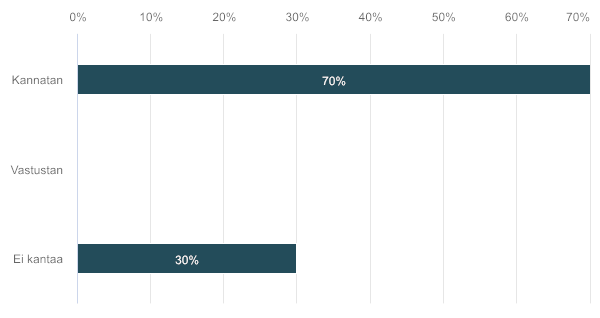 0% 10% 20% 30% 40% 50% 60% 70%
Kannatan 70%
Vastustan
Ei kantaa 30%